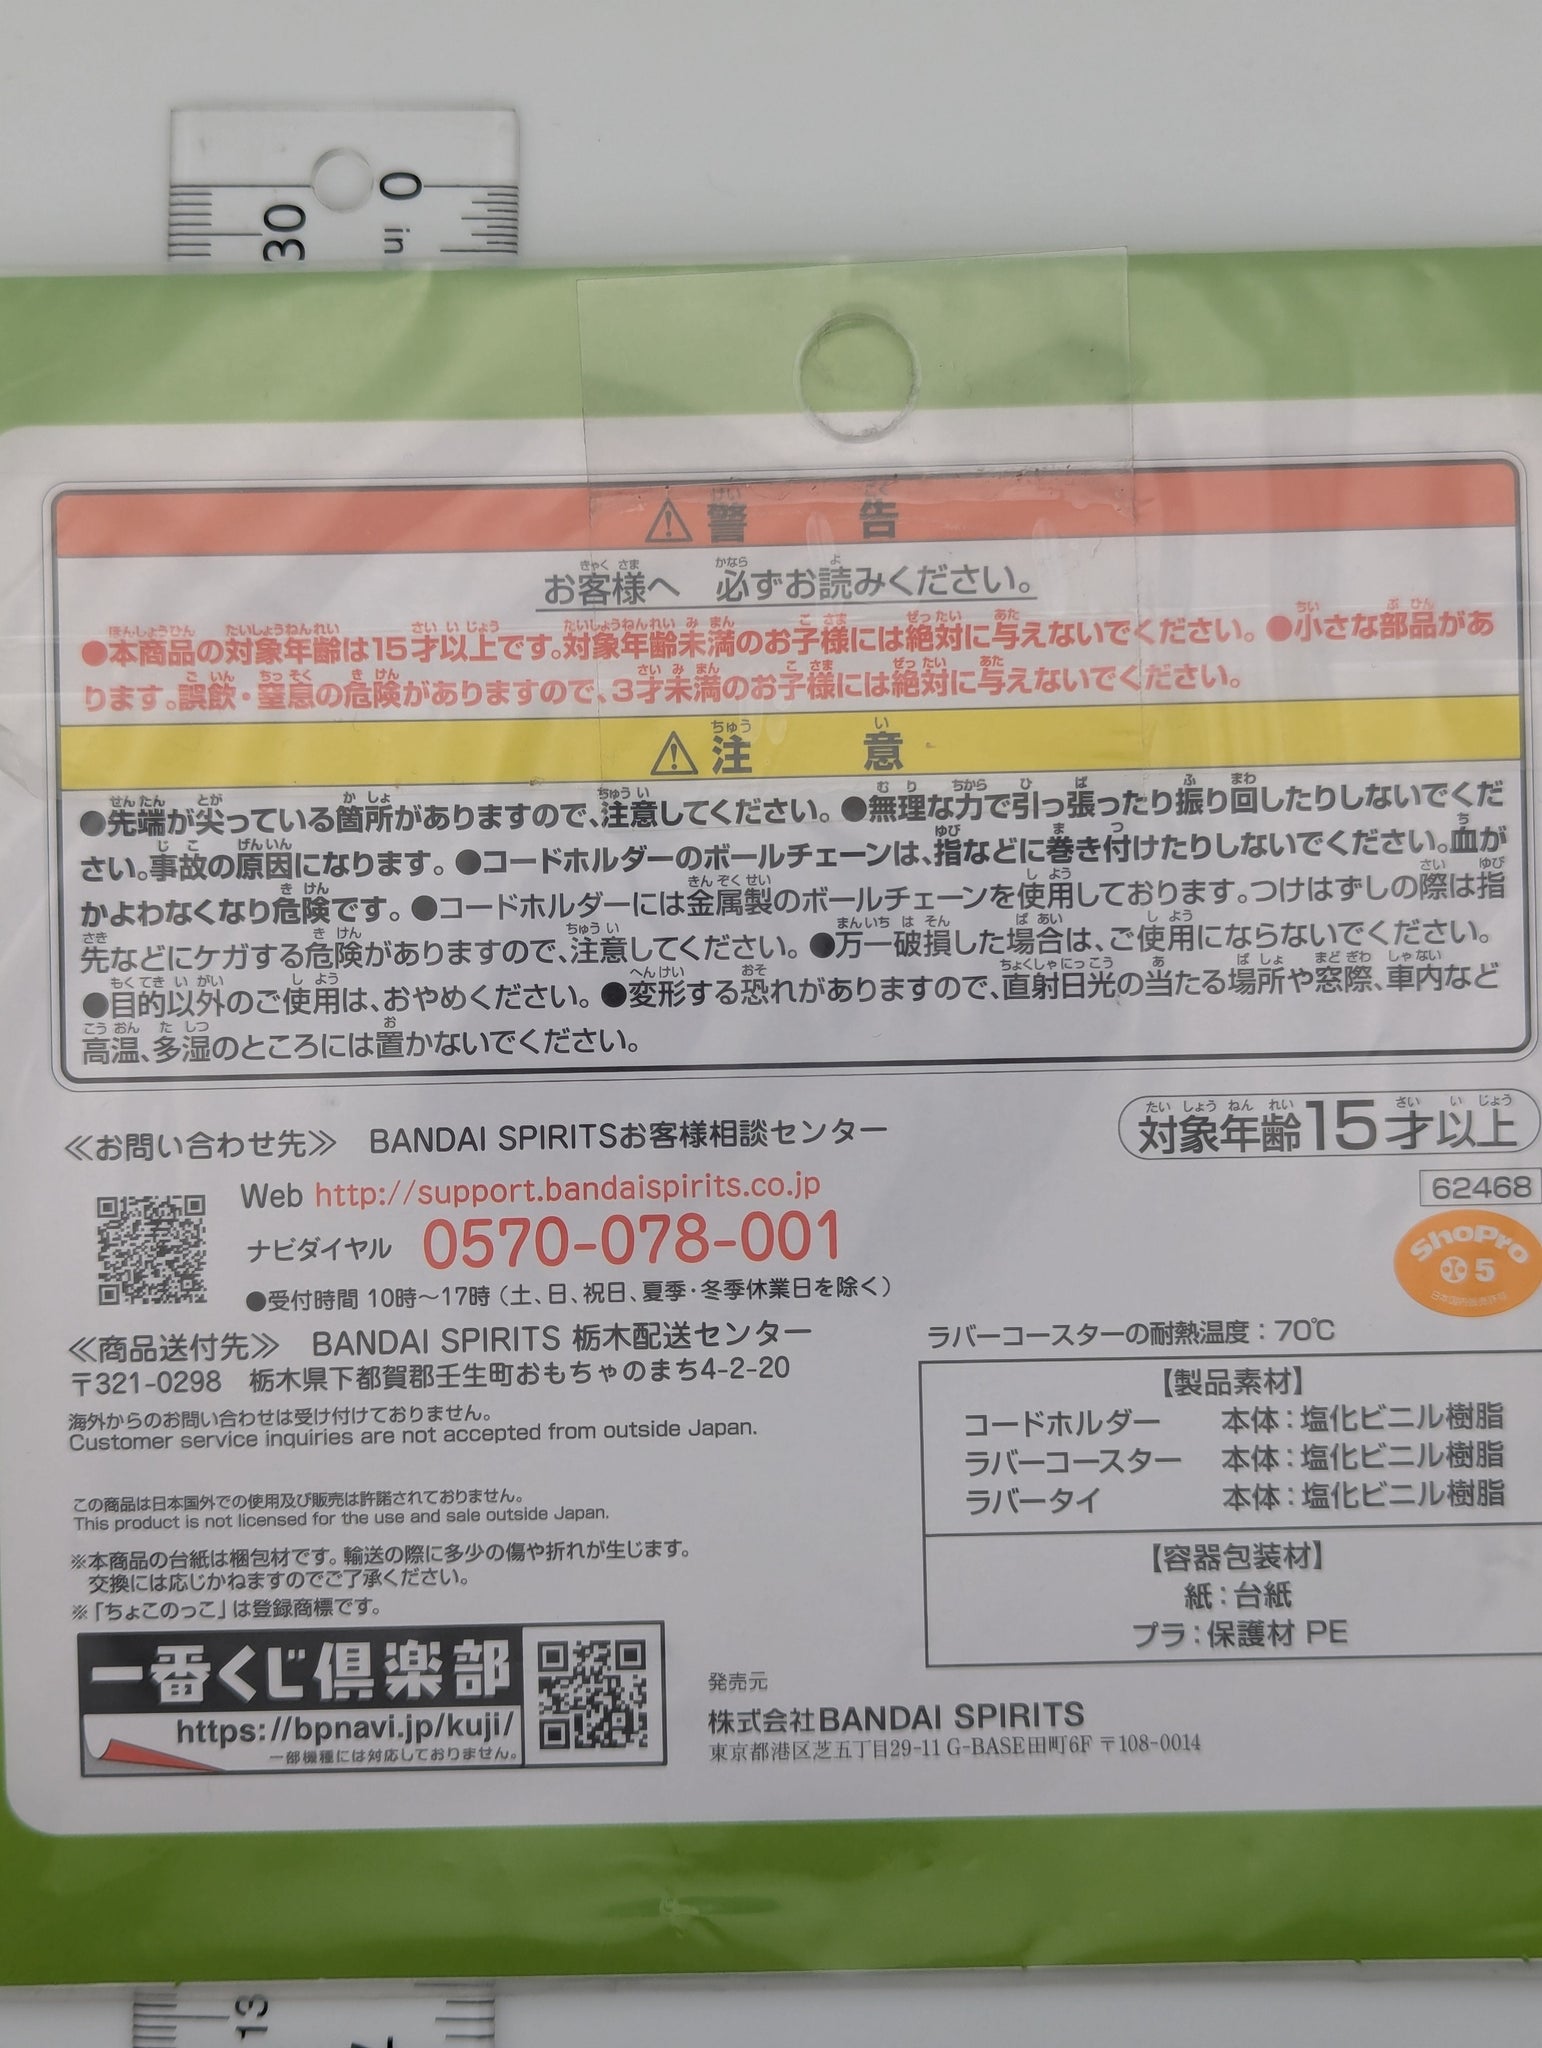 30
0
in
警告
お客様へ 必ずお読みください。
●本商品の対象年齢は15才以上です。対象年齢未満のお子様には絶対に与えないでください。●小さな部品があ
ります。誤飲・窒息の危険がありますので、3才未満のお子様には絶対に与えないでください。
注意
●先端が尖っている箇所がありますので、注意してください。●無理な力で引っ張ったり振り回したりしないでくだ
さい。事故の原因になります。●コードホルダーのボールチェーンは、指などに巻き付けたりしないでください。血が
かよわなくなり危険です。●コードホルダーには金属製のボールチェーンを使用しております。つけはずしの際は指
先などにケガする危険がありますので、注意してください。●万一破損した場合は、ご使用にならないでください。
●目的以外のご使用は、おやめください。●変形する恐れがありますので、直射日光の当たる場所や窓際、車内など
高温、多湿のところには置かないでください。
≪お問い合わせ先≫ BANDAI SPIRITSお客様相談センター
Web http://support.bandaispirits.co.jp
ナビダイヤル 0570-078-001
●受付時間 10時～17時（土、日、祝日、夏季・冬季休業日を除く）
対象年齢15才以上
62468
ShoPro
5
日本国内販売許諾
≪商品送付先≫ BANDAI SPIRITS 栃木配送センター
〒321-0298 栃木県下都賀郡壬生町おもちゃのまち4-2-20
海外からのお問い合わせは受け付けておりません。
Customer service inquiries are not accepted from outside Japan.
この商品は日本国外での使用及び販売は許諾されておりません。
This product is not licensed for the use and sale outside Japan.
※本商品の台紙は梱包材です。輸送の際に多少の傷や折れが生じます。
交換には応じかねますのでご了承ください。
※「ちょこのっこ」は登録商標です。
ラバーコースターの耐熱温度：70℃
【製品素材】
コードホルダー 本体：塩化ビニル樹脂
ラバーコースター 本体：塩化ビニル樹脂
ラバータイ 本体：塩化ビニル樹脂
【容器包装材】
紙：台紙
プラ：保護材 PE
一番くじ倶楽部
https://bpnavi.jp/kuji/
一部機種には対応しておりません。
発売元
株式会社BANDAI SPIRITS
東京都港区芝五丁目29-11 G-BASE田町6F 〒108-0014
13